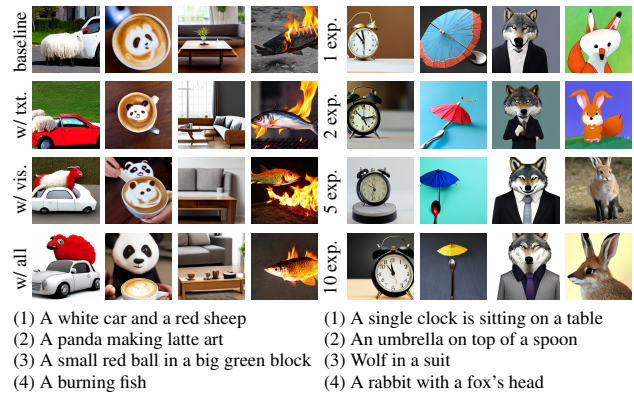 baseline
w/ txt.
w/ vis.
w/ all
(1) A white car and a red sheep
(2) A panda making latte art
(3) A small red ball in a big green block
(4) A burning fish
1 exp.
2 exp.
5 exp.
10 exp.
(1) A single clock is sitting on a table
(2) An umbrella on top of a spoon
(3) Wolf in a suit
(4) A rabbit with a fox's head